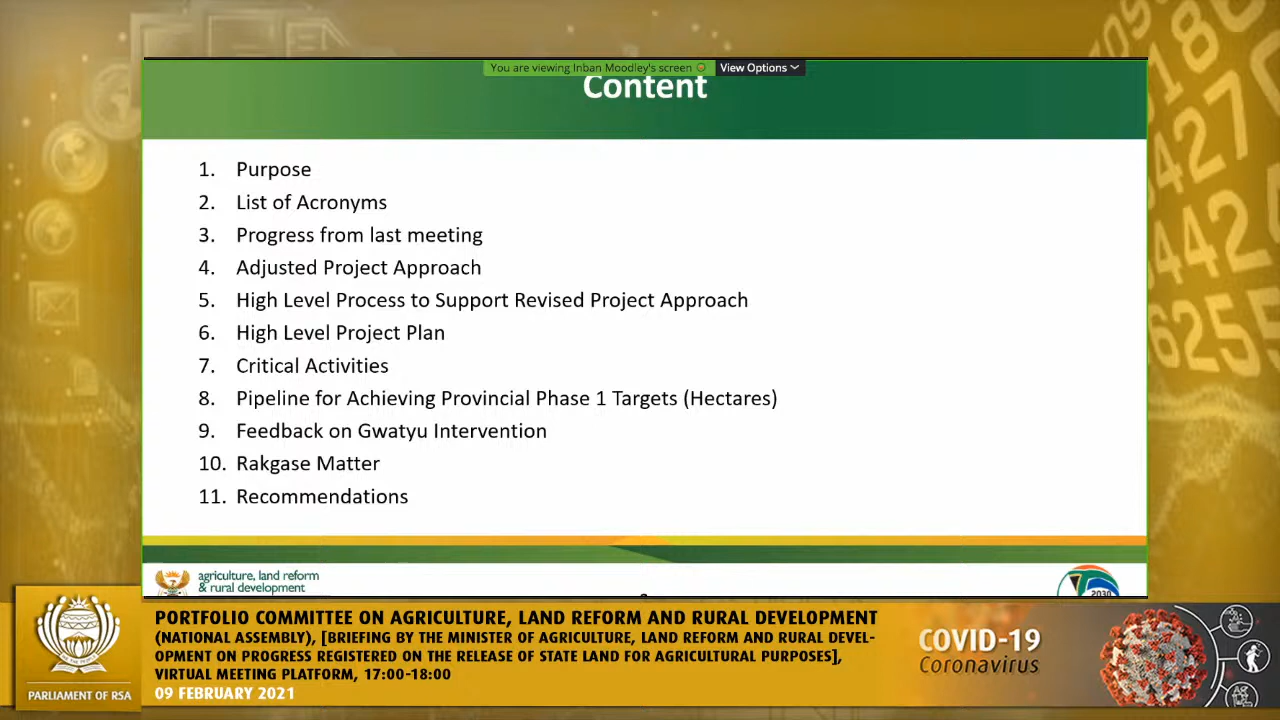 You are viewing Inban Moodley's screen
View Options
Content
1. Purpose
2. List of Acronyms
3. Progress from last meeting
4. Adjusted Project Approach
5. High Level Process to Support Revised Project Approach
6. High Level Project Plan
7. Critical Activities
8. Pipeline for Achieving Provincial Phase 1 Targets (Hectares)
9. Feedback on Gwatyu Intervention
10. Rakgase Matter
11. Recommendations
agriculture, land reform
& rural development
2030
PORTFOLIO COMMITTEE ON AGRICULTURE, LAND REFORM AND RURAL DEVELOPMENT
(NATIONAL ASSEMBLY), [BRIEFING BY THE MINISTER OF AGRICULTURE, LAND REFORM AND RURAL DEVEL-
OPMENT ON PROGRESS REGISTERED ON THE RELEASE OF STATE LAND FOR AGRICULTURAL PURPOSES],
VIRTUAL MEETING PLATFORM, 17:00-18:00
09 FEBRUARY 2021
PARLIAMENT OF RSA
COVID-19
Coronavirus